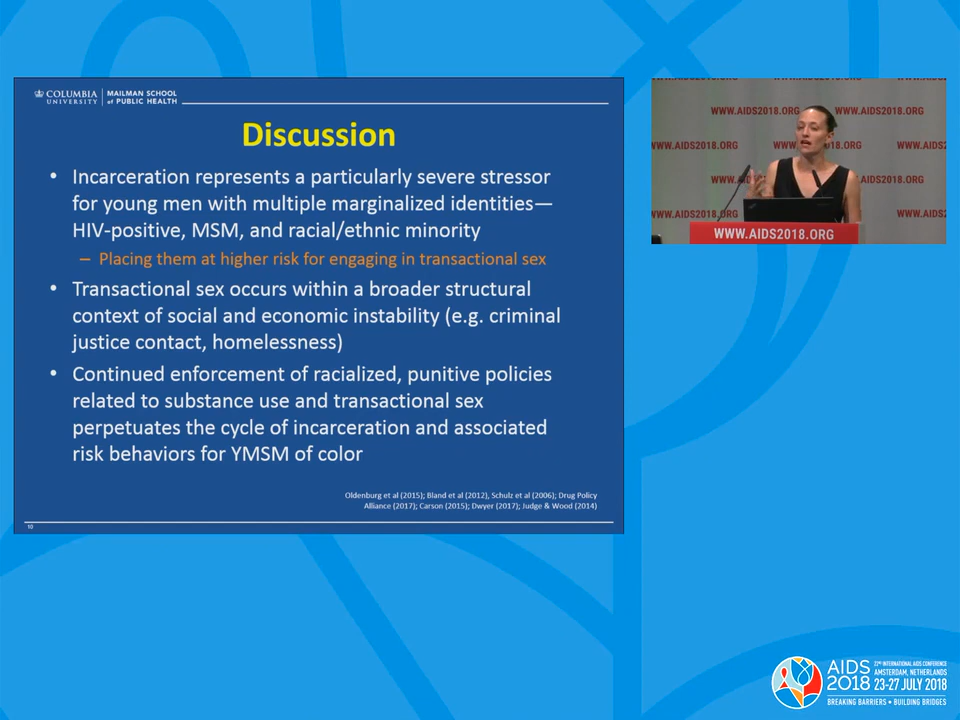 COLUMBIA UNIVERSITY
MAILMAN SCHOOL of PUBLIC HEALTH
Discussion
• Incarceration represents a particularly severe stressor
for young men with multiple marginalized identities—
HIV-positive, MSM, and racial/ethnic minority
– Placing them at higher risk for engaging in transactional sex
• Transactional sex occurs within a broader structural
context of social and economic instability (e.g. criminal
justice contact, homelessness)
• Continued enforcement of racialized, punitive policies
related to substance use and transactional sex
perpetuates the cycle of incarceration and associated
risk behaviors for YMSM of color
Oldenburg et al (2015); Bland et al (2012), Schulz et al (2006); Drug Policy
Alliance (2017); Carson (2015); Dwyer (2017); Judge & Wood (2014)
10
WWW.AIDS2018.ORG WWW.AIDS2018.ORG
WWW.AIDS2018.ORG
WWW.AIDS2018.ORG
WWW.AIDS2018.ORG
AIDS 2018
22ND INTERNATIONAL AIDS CONFERENCE
AMSTERDAM, NETHERLANDS
23-27 JULY 2018
BREAKING BARRIERS • BUILDING BRIDGES